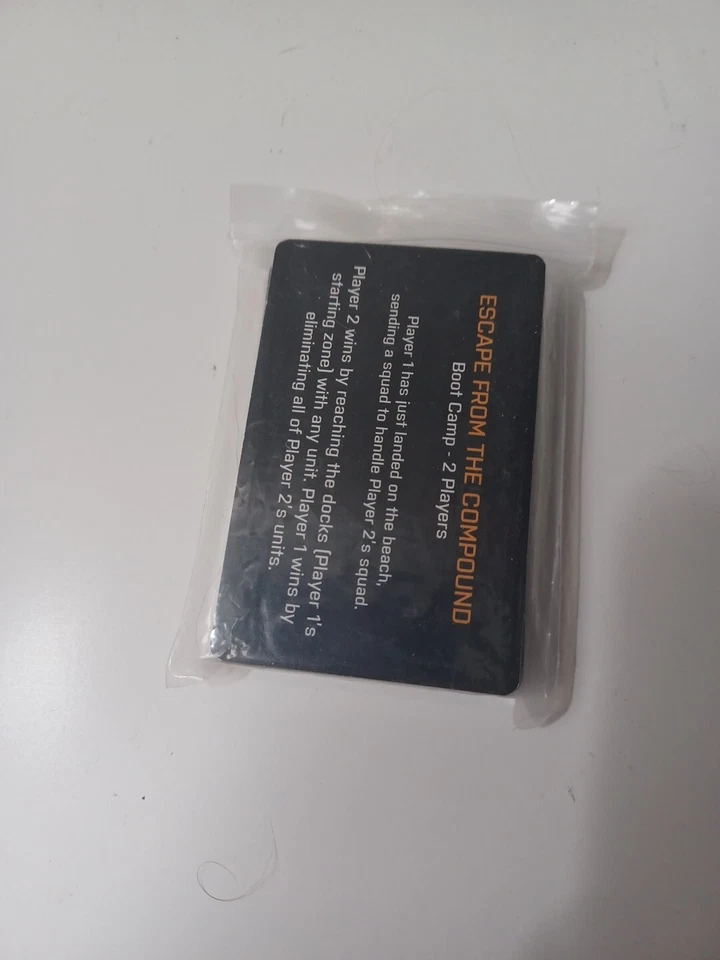 ESCAPE FROM THE COMPOUND
Boot Camp - 2 Players
Player 1 has just landed on the beach,
sending a squad to handle Player 2's squad.
Player 2 wins by reaching the docks (Player 1's
starting zone) with any unit. Player 1 wins by
eliminating all of Player 2's units.